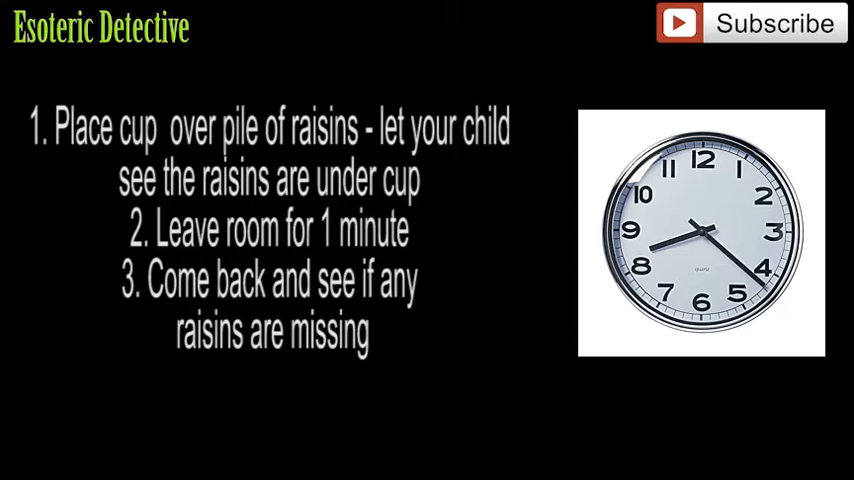 Esoteric Detective
Subscribe
1. Place cup over pile of raisins - let your child
see the raisins are under cup
2. Leave room for 1 minute
3. Come back and see if any
raisins are missing
12
1
2
3
4
5
6
7
8
9
10
11
quartz